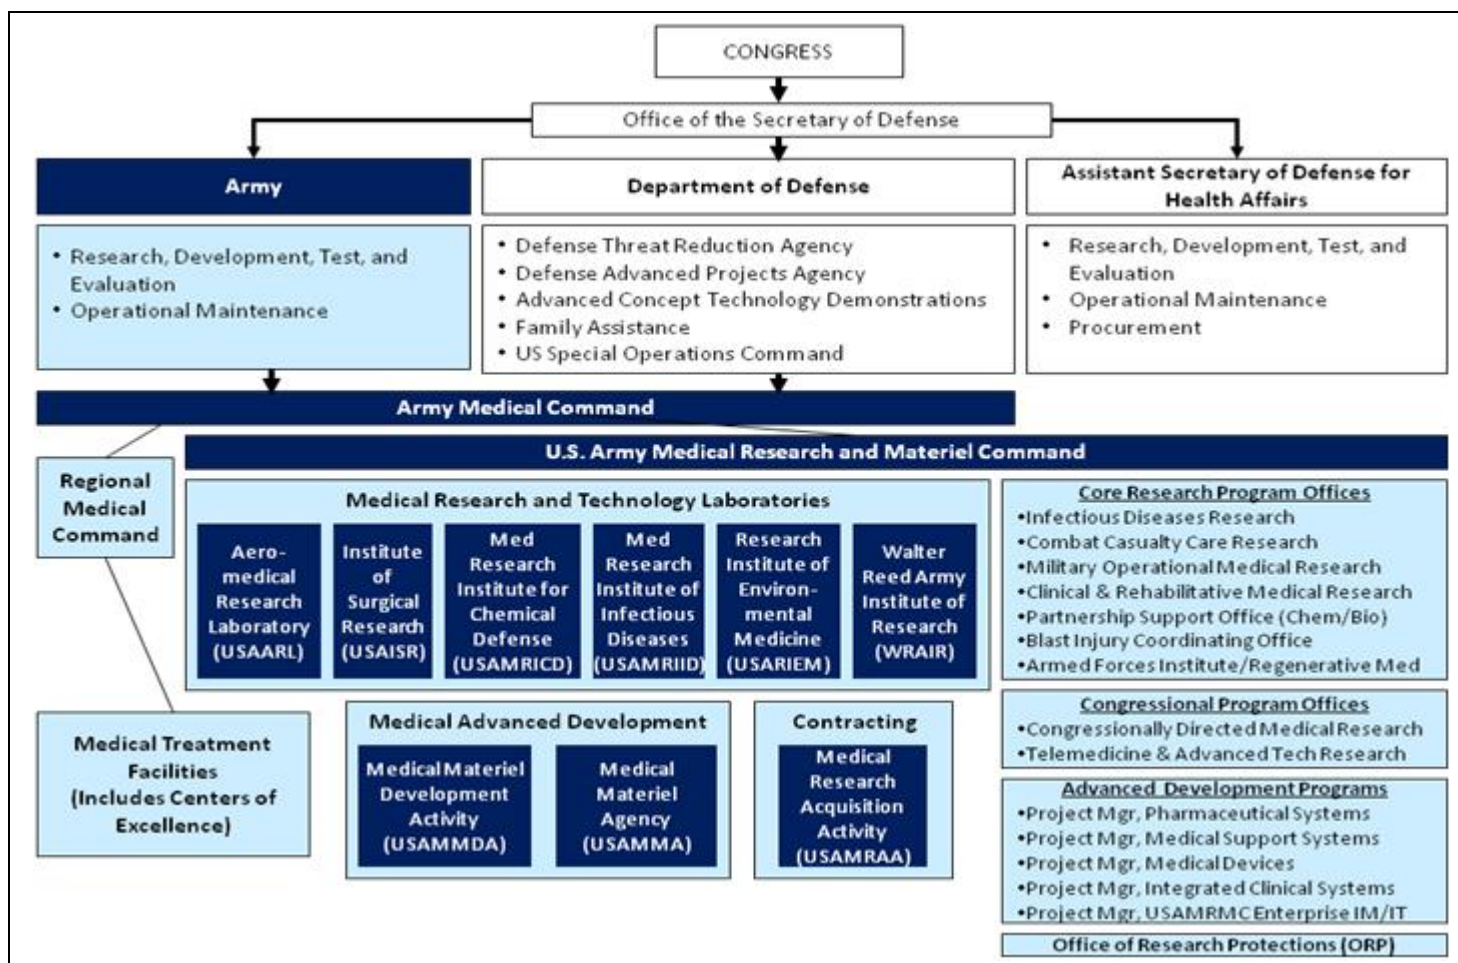 CONGRESS
Office of the Secretary of Defense
Army
Department of Defense
Assistant Secretary of Defense for
Health Affairs
• Research, Development, Test, and
Evaluation
• Operational Maintenance
• Defense Threat Reduction Agency
• Defense Advanced Projects Agency
• Advanced Concept Technology Demonstrations
• Family Assistance
• US Special Operations Command
• Research, Development, Test, and
Evaluation
• Operational Maintenance
• Procurement
Army Medical Command
U.S. Army Medical Research and Materiel Command
Regional
Medical
Command
Medical Treatment
Facilities
(Includes Centers of
Excellence)
Medical Research and Technology Laboratories
Aero-
medical
Research
Laboratory
(USAARL)
Institute
of
Surgical
Research
(USAISR)
Med
Research
Institute for
Chemical
Defense
(USAMRICD)
Med
Research
Institute of
Infectious
Diseases
(USAMRIID)
Research
Institute of
Environ-
mental
Medicine
(USARIEM)
Walter
Reed Army
Institute of
Research
(WRAIR)
Medical Advanced Development
Medical Materiel
Development
Activity
(USAMMDA)
Medical
Materiel
Agency
(USAMMA)
Contracting
Medical
Research
Acquisition
Activity
(USAMRAA)
Core Research Program Offices
•Infectious Diseases Research
•Combat Casualty Care Research
•Military Operational Medical Research
•Clinical & Rehabilitative Medical Research
•Partnership Support Office (Chem/Bio)
•Blast Injury Coordinating Office
•Armed Forces Institute/Regenerative Med
Congressional Program Offices
•Congressionally Directed Medical Research
•Telemedicine & Advanced Tech Research
Advanced Development Programs
•Project Mgr, Pharmaceutical Systems
•Project Mgr, Medical Support Systems
•Project Mgr, Medical Devices
•Project Mgr, Integrated Clinical Systems
•Project Mgr, USAMRMC Enterprise IM/IT
Office of Research Protections (ORP)